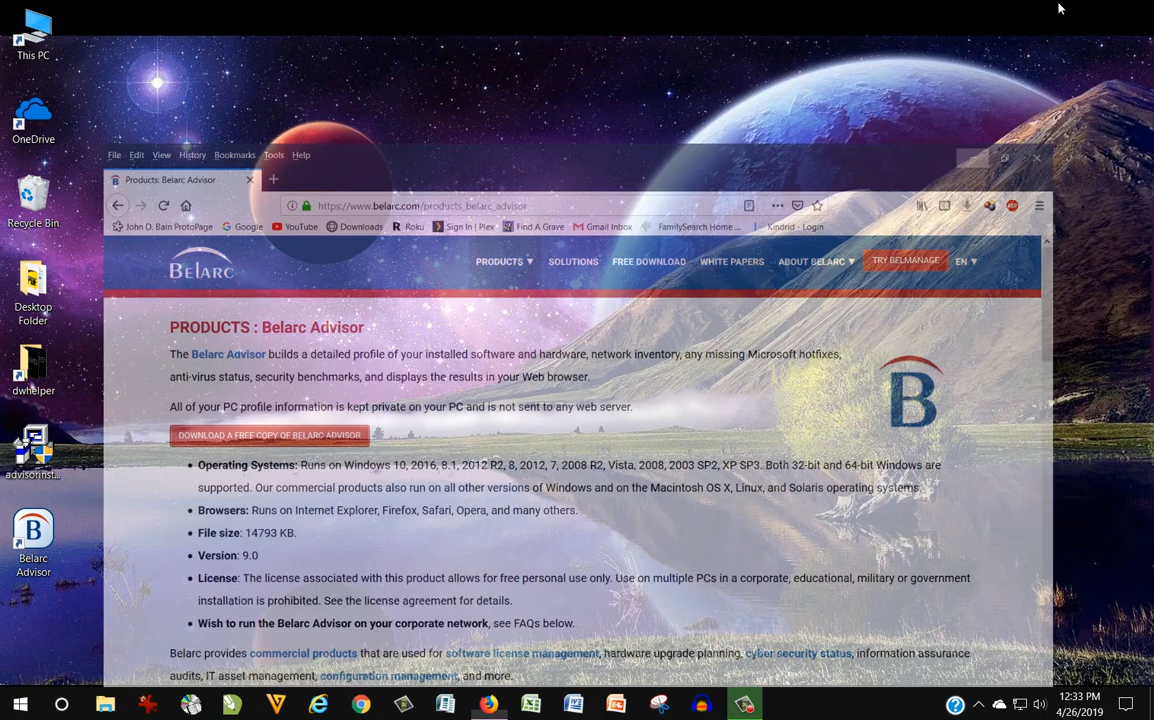 This PC
OneDrive
Recycle Bin
Desktop
Folder
dwhelper
advisorinst...
Belarc
Advisor
File Edit View History Bookmarks Tools Help
Products: Belarc Advisor
https://www.belarc.com/products_belarc_advisor
John D. Bain ProtoPage Google YouTube Downloads Roku Sign In | Plex Find A Grave Gmail Inbox FamilySearch Home ... Kindrid - Login
BELARC
PRODUCTS ▼ SOLUTIONS FREE DOWNLOAD WHITE PAPERS ABOUT BELARC ▼ TRY BELMANAGE EN ▼
PRODUCTS : Belarc Advisor
The Belarc Advisor builds a detailed profile of your installed software and hardware, network inventory, any missing Microsoft hotfixes,
anti-virus status, security benchmarks, and displays the results in your Web browser.
All of your PC profile information is kept private on your PC and is not sent to any web server.
DOWNLOAD A FREE COPY OF BELARC ADVISOR
• Operating Systems: Runs on Windows 10, 2016, 8.1, 2012 R2, 8, 2012, 7, 2008 R2, Vista, 2008, 2003 SP2, XP SP3. Both 32-bit and 64-bit Windows are
supported. Our commercial products also run on all other versions of Windows and on the Macintosh OS X, Linux, and Solaris operating systems.
• Browsers: Runs on Internet Explorer, Firefox, Safari, Opera, and many others.
• File size: 14793 KB.
• Version: 9.0
• License: The license associated with this product allows for free personal use only. Use on multiple PCs in a corporate, educational, military or government
installation is prohibited. See the license agreement for details.
• Wish to run the Belarc Advisor on your corporate network, see FAQs below.
Belarc provides commercial products that are used for software license management, hardware upgrade planning, cyber security status, information assurance
audits, IT asset management, configuration management, and more.
12:33 PM
4/26/2019